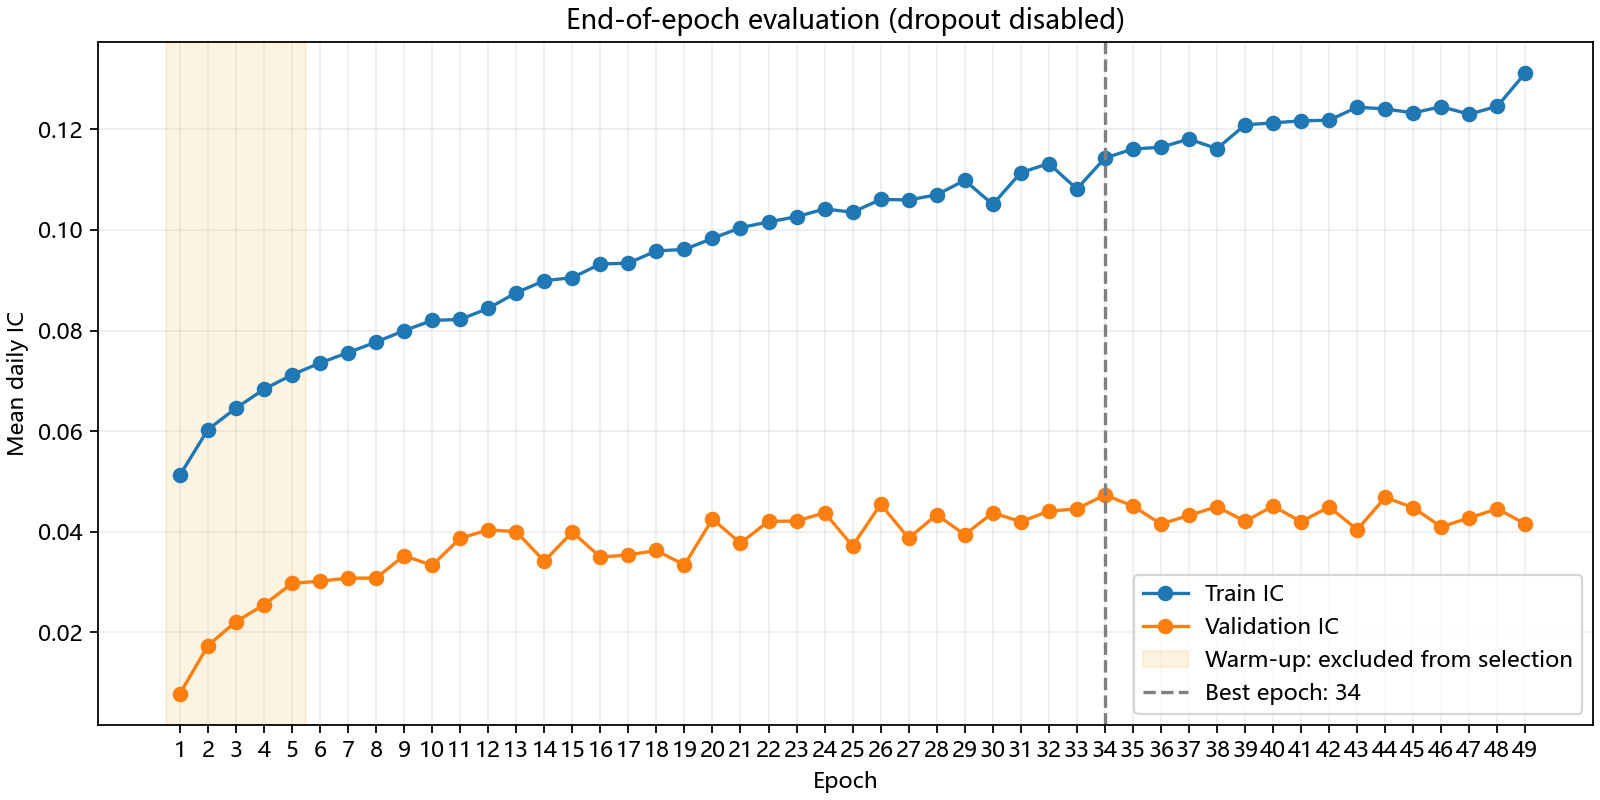 End-of-epoch evaluation (dropout disabled)
Mean daily IC
0.12
0.10
0.08
0.06
0.04
0.02
Train IC
Validation IC
Warm-up: excluded from selection
Best epoch: 34
1 2 3 4 5 6 7 8 9 10 11 12 13 14 15 16 17 18 19 20 21 22 23 24 25 26 27 28 29 30 31 32 33 34 35 36 37 38 39 40 41 42 43 44 45 46 47 48 49
Epoch